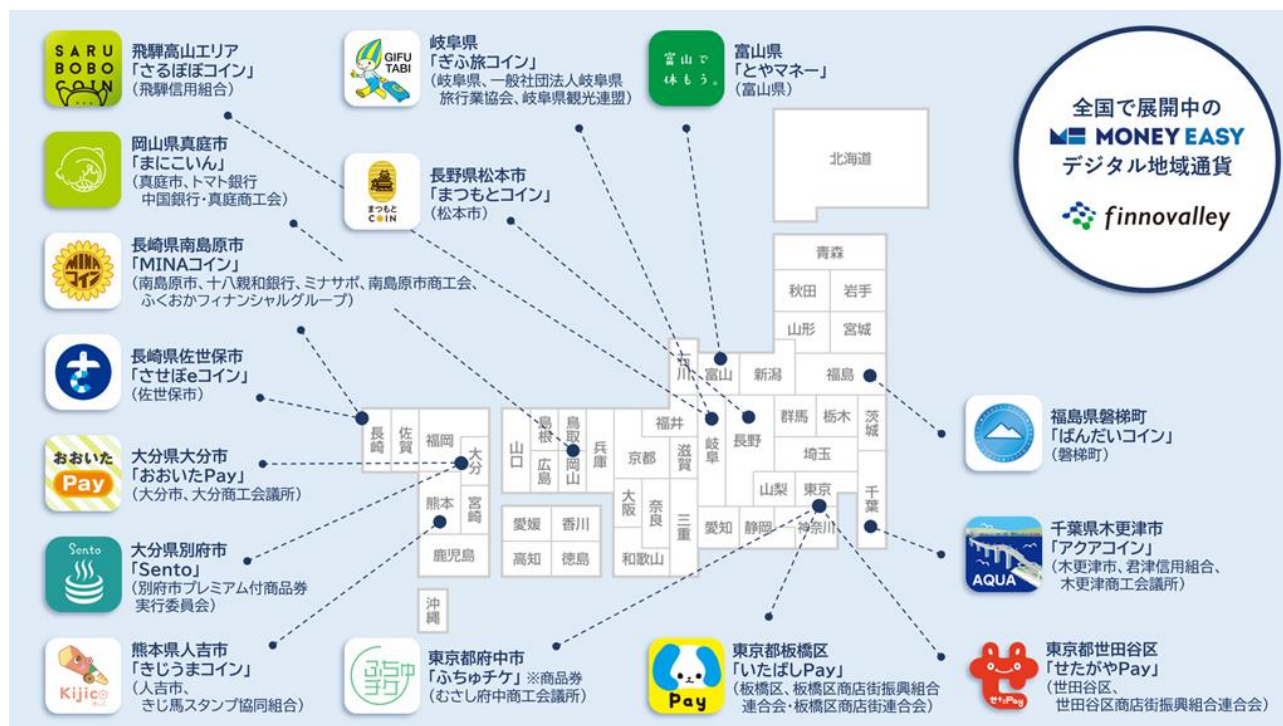 SARU
BOBO
COIN
飛騨高山エリア
「さるぼぼコイン」
(飛騨信用組合)
GIFU
TABI
岐阜県
「ぎふ旅コイン」
(岐阜県、一般社団法人岐阜県
旅行業協会、岐阜県観光連盟)
富山で
休もう。
富山県
「とやマネー」
(富山県)
全国で展開中の
MONEY EASY
デジタル地域通貨
finnovalley
岡山県真庭市
「まにこいん」
(真庭市、トマト銀行
中国銀行・真庭商工会)
まつもと
COIN
長野県松本市
「まつもとコイン」
(松本市)
MINA
コイン
長崎県南島原市
「MINAコイン」
(南島原市、十八親和銀行、ミナサポ、南島原市商工会、
ふくおかフィナンシャルグループ)
さ
長崎県佐世保市
「させぼeコイン」
(佐世保市)
おおいた
Pay
大分県大分市
「おおいたPay」
(大分市、大分商工会議所)
Sento
大分県別府市
「Sento」
(別府市プレミアム付商品券
実行委員会)
Kijico
熊本県人吉市
「きじうまコイン」
(人吉市、
きじ馬スタンプ協同組合)
北海道
青森
秋田 岩手
山形 宮城
石川 富山 新潟 福島
長崎 佐賀 福岡 大分
山口 島根 鳥取 兵庫 福井 岐阜 長野 群馬 栃木 茨城
広島 岡山 京都 滋賀 埼玉
熊本 宮崎 大阪 奈良 三重 山梨 東京 千葉
愛媛 香川 愛知 静岡 神奈川
鹿児島 高知 徳島 和歌山
沖縄
福島県磐梯町
「ばんだいコイン」
(磐梯町)
AQUA
千葉県木更津市
「アクアコイン」
(木更津市、君津信用組合、
木更津商工会議所)
ふちゅ
チケ
東京都府中市
「ふちゅチケ」※商品券
(むさし府中商工会議所)
Pay
東京都板橋区
「いたばしPay」
(板橋区、板橋区商店街振興組合
連合会・板橋区商店街連合会)
せたPay
東京都世田谷区
「せたがやPay」
(世田谷区、
世田谷区商店街振興組合連合会)